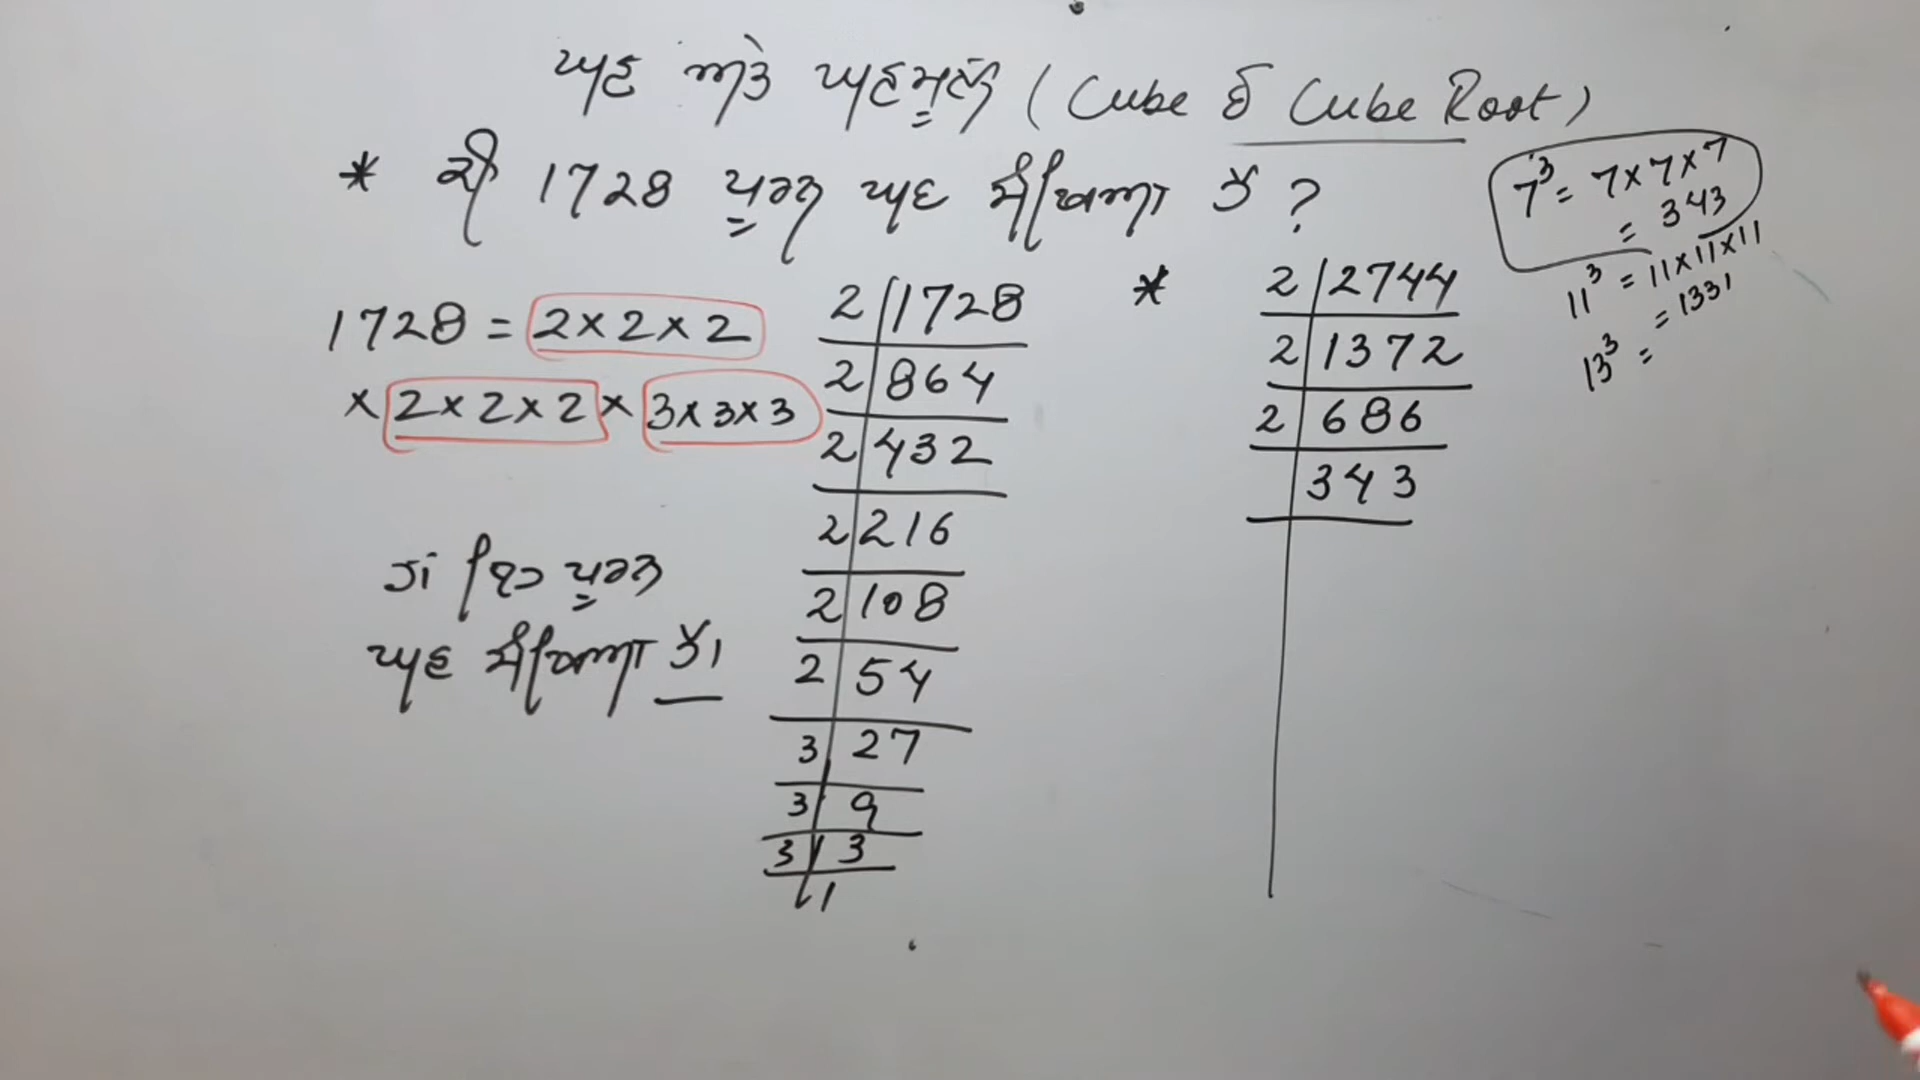 ਘਣ ਅਤੇ ਘਣਮੂਲ (Cube ਓ Cube Root)
* ਕੀ 1728 ਪੂਰਨ ਘਣ ਸੰਖਿਆ ਹੈ ?
1728 = 2×2×2
× 2×2×2 × 3×3×3
ਹਾਂ ਇਹ ਪੂਰਨ
ਘਣ ਸੰਖਿਆ ਹੈ।
2 1728
2 864
2 432
2 216
2 108
2 54
3 27
3 9
3 3
1
*
2 2744
2 1372
2 686
343
7³ = 7×7×7
= 343
11³ = 11×11×11
= 1331
13³ =